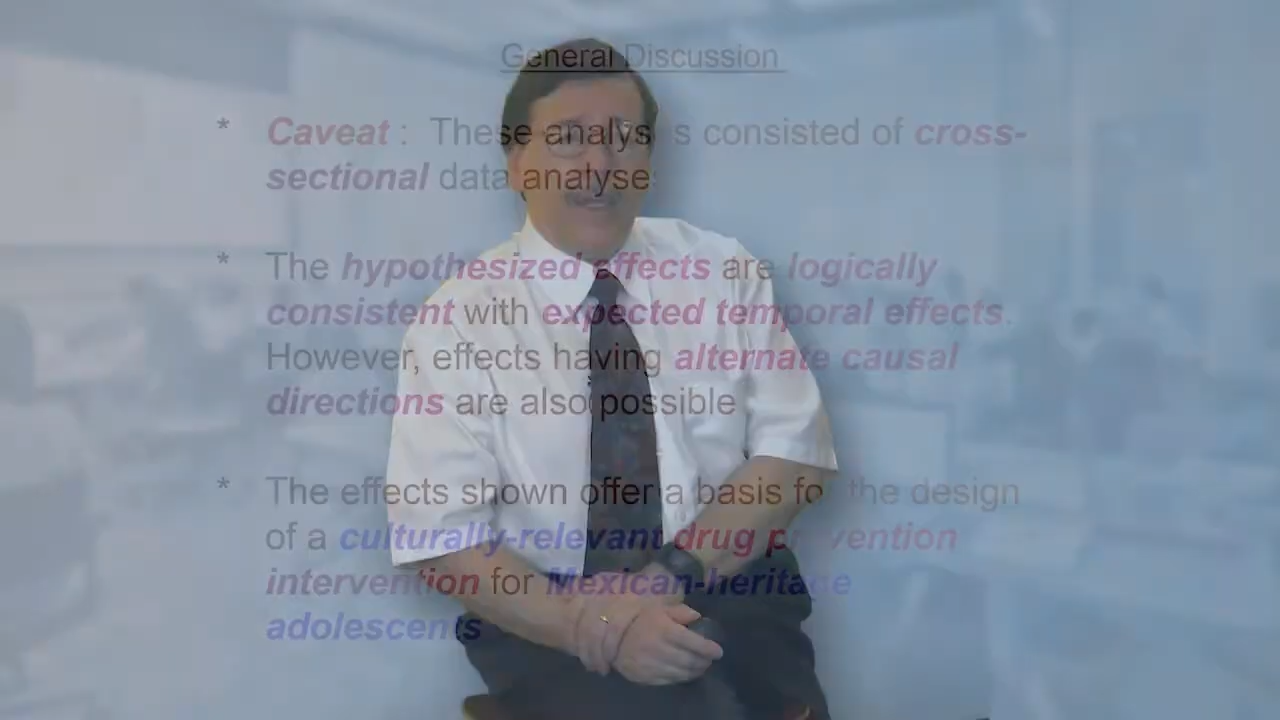 General Discussion
* Caveat : These analyses consisted of cross-
sectional data analyses
* The hypothesized effects are logically
consistent with expected temporal effects.
However, effects having alternate causal
directions are also possible
* The effects shown offer a basis for the design
of a culturally-relevant drug prevention
intervention for Mexican-heritage
adolescents